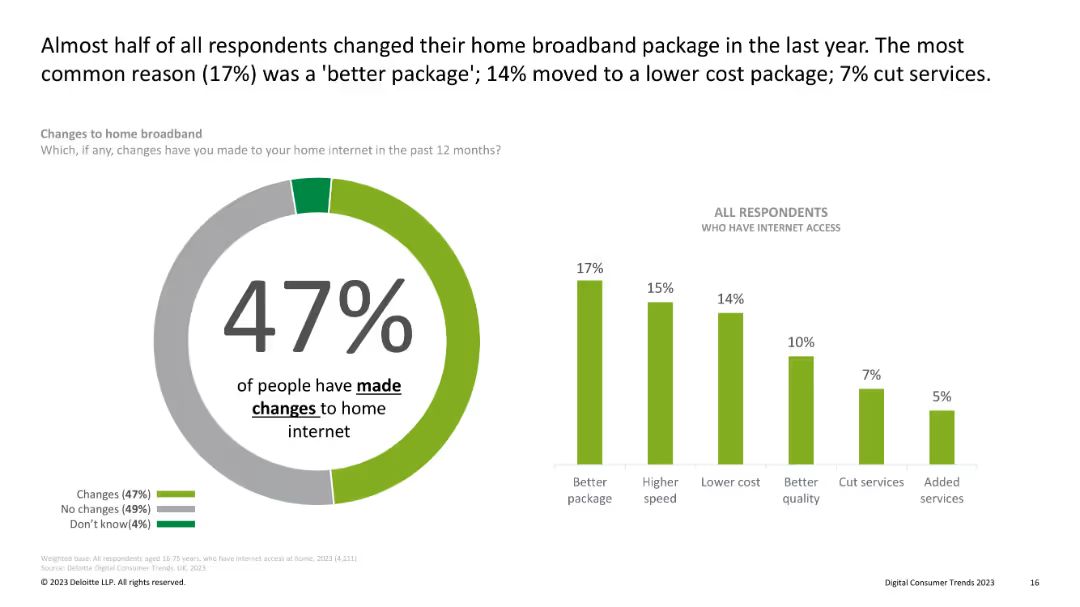 Almost half of all respondents changed their home broadband package in the last year. The most
common reason (17%) was a 'better package'; 14% moved to a lower cost package; 7% cut services.
Changes to home broadband
Which, if any, changes have you made to your home internet in the past 12 months?
47%
of people have made
changes to home
internet
Changes (47%)
No changes (49%)
Don't know(4%)
ALL RESPONDENTS
WHO HAVE INTERNET ACCESS
17%
15%
14%
10%
7%
5%
Better
package
Higher
speed
Lower cost
Better
quality
Cut services
Added
services
Weighted base: All respondents aged 16-75 years, who have internet access at home, 2023 (4,111)
Source: Deloitte Digital Consumer Trends, UK, 2023
© 2023 Deloitte LLP. All rights reserved.
Digital Consumer Trends 2023
16